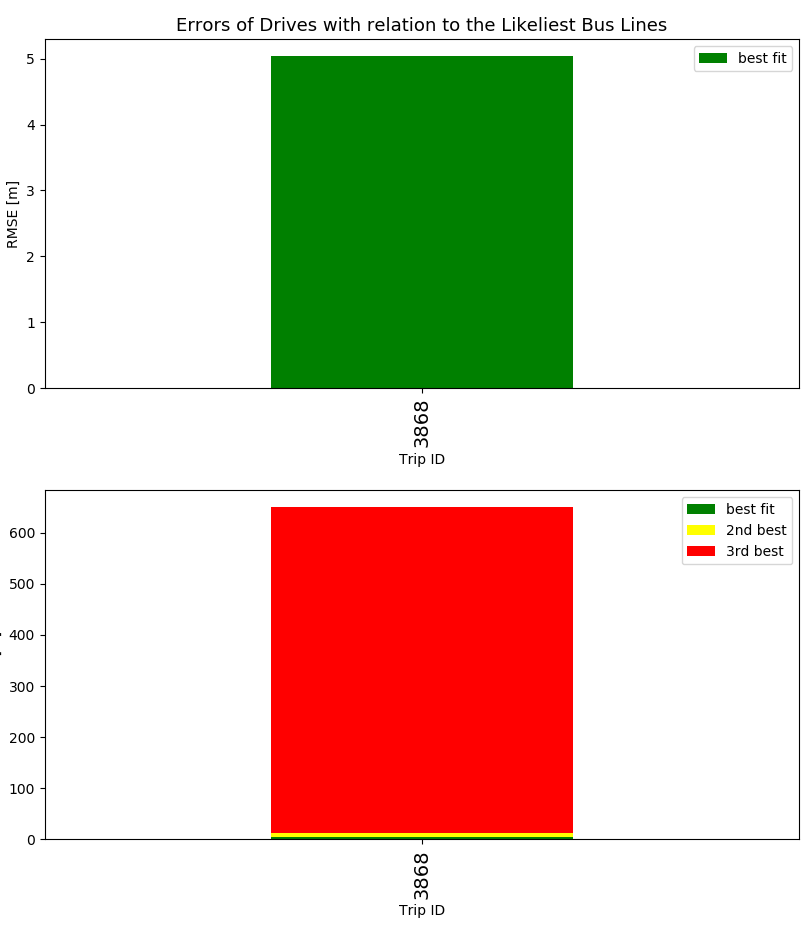 Errors of Drives with relation to the Likeliest Bus Lines
best fit
5
4
3
2
1
0
RMSE [m]
3868
Trip ID
best fit
2nd best
3rd best
600
500
400
300
200
100
0
3868
Trip ID